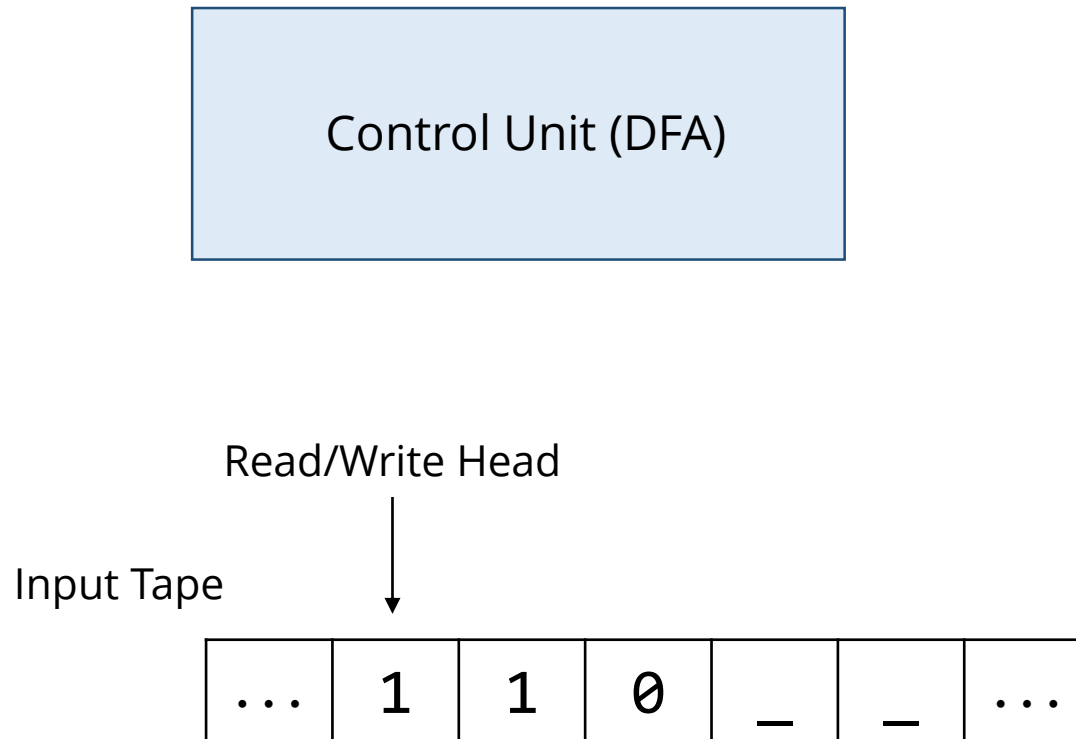 Control Unit (DFA)
Read/Write Head
Input Tape
... 1 1 0 _ _ ...